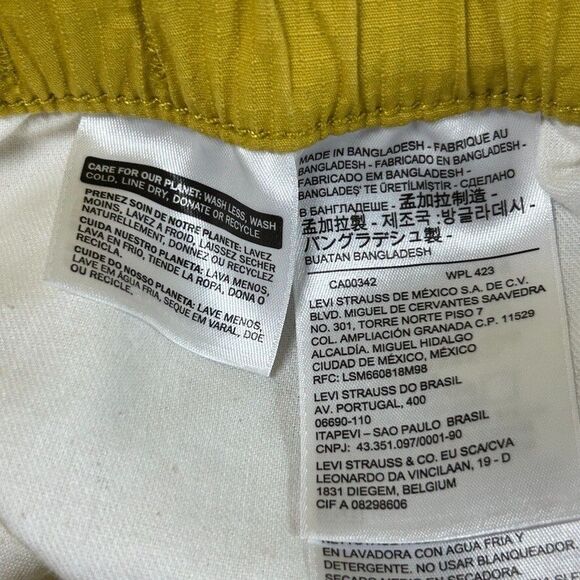 CARE FOR OUR PLANET: WASH LESS, WASH
COLD, LINE DRY, DONATE OR RECYCLE
PRENEZ SOIN DE NOTRE PLANETE: LAVEZ
MOINS, LAVEZ A FROID, LAISSEZ SECHER
NATURELLEMENT, DONNEZ OU RECYCLEZ
CUIDA NUESTRO PLANETA: LAVA MENOS,
LAVA EN FRIO, TIENDE LA ROPA, DONA O
RECICLA
CUIDE DO NOSSO PLANETA: LAVE MENOS,
LAVE EM ÁGUA FRIA, SEQUE EM VARAL, DOE
OU RECICLE.
MADE IN BANGLADESH - FABRIQUE AU
BANGLADESH - FABRICADO EN BANGLADESH -
FABRICADO EM BANGLADESH -
BANGLADEŞ' TE ÜRETİLMİŞTİR - СДЕЛАНО
В БАНГЛАДЕШЕ - 孟加拉制造 -
孟加拉製 - 제조국 : 방글라데시 -
バングラデシュ製 -
BUATAN BANGLADESH
CA00342 WPL 423
LEVI STRAUSS DE MÉXICO S.A. DE C.V.
BLVD. MIGUEL DE CERVANTES SAAVEDRA
NO. 301, TORRE NORTE PISO 7
COL. AMPLIACIÓN GRANADA C.P. 11529
ALCALDÍA. MIGUEL HIDALGO
CIUDAD DE MÉXICO, MÉXICO
RFC: LSM660818M98
LEVI STRAUSS DO BRASIL
AV. PORTUGAL, 400
06690-110
ITAPEVI – SAO PAULO BRASIL
CNPJ: 43.351.097/0001-90
LEVI STRAUSS & CO. EU SCA/CVA
LEONARDO DA VINCILAAN, 19 - D
1831 DIEGEM, BELGIUM
CIF A 08298606
EN LAVADORA CON AGUA FRIA Y
DETERGENTE. NO USAR BLANQUEADOR